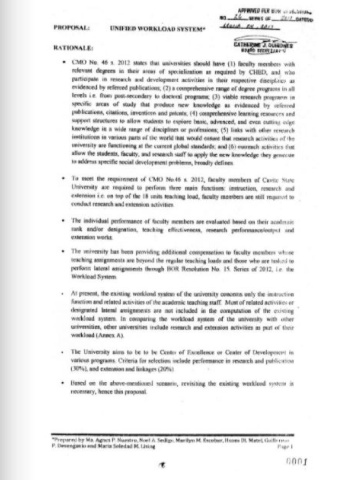 APPROVED PER BOR
NO. 26 SERIES OF 2017 DATED
CATHERINE J. QUIÑONES
BOARD SECRETARY
PROPOSAL: UNIFIED WORKLOAD SYSTEM*
RATIONALE:
• CMO No. 46 s. 2012 states that universities should have (1) faculty members with
relevant degrees in their areas of specialization as required by CHED, and who
participate in research and development activities in their respective disciplines as
evidenced by refereed publications; (2) a comprehensive range of degree programs in all
levels i.e. from post-secondary to doctoral programs; (3) viable research programs in
specific areas of study that produce new knowledge as evidenced by refereed
publications, citations, inventions and patents; (4) comprehensive learning resources and
support structures to allow students to explore basic, advanced, and even cutting edge
knowledge in a wide range of disciplines or professions; (5) links with other research
institutions in various parts of the world that would ensure that research activities of the
university are functioning at the current global standards; and (6) outreach activities that
allow the students, faculty, and research staff to apply the new knowledge they generate
to address specific social development problems, broadly defines
• To meet the requirement of CMO No.46 s. 2012, faculty members of Cavite State
University are required to perform three main functions: instruction, research and
extension i.e. on top of the 18 units teaching load, faculty members are still required to
conduct research and extension activities
• The individual performance of faculty members are evaluated based on their academic
rank and/or designation, teaching effectiveness, research performance/output and
extension works.
• The university has been providing additional compensation to faculty members whose
teaching assignments are beyond the regular teaching loads and those who are tasked to
perform lateral assignments through BOR Resolution No. 15, Series of 2012, i.e. the
Workload System
• At present, the existing workload system of the university concerns only the instruction
function and related activities of the academic teaching staff. Most of related activities or
designated lateral assignments are not included in the computation of the existing
workload system. In comparing the workload system of the university with other
universities, other universities include research and extension activities as part of their
workload (Annex A).
• The University aims to be to be Center of Excellence or Center of Development in
various programs. Criteria for selection include performance in research and publication
(30%), and extension and linkages (20%)
• Based on the above-mentioned scenario, revisiting the existing workload system is
necessary, hence this proposal.
*Prepared by Ma. Agnes P. Nuestro, Noel A. Sedigo, Marilyn M. Escobar,
P. Devanganio and Maria Soledad M. Lising Page 1
0001